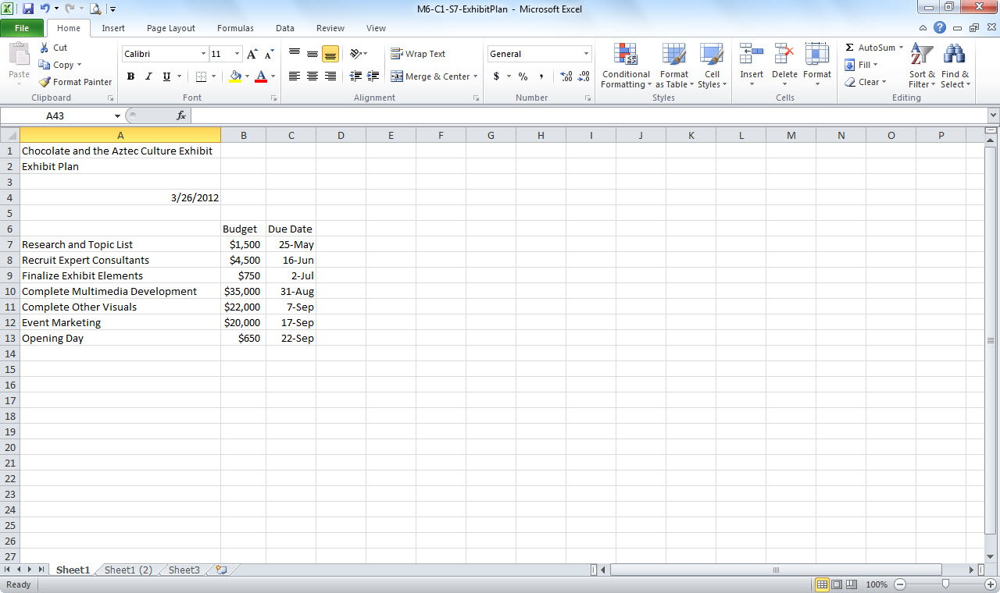 M6-C1-S7-ExhibitPlan - Microsoft Excel
File Home Insert Page Layout Formulas Data Review View
Paste
Cut
Copy
Format Painter
Clipboard
Calibri 11
B I U
Font
Wrap Text
Merge & Center
Alignment
General
$ % ,
Number
Conditional Formatting
Format as Table
Cell Styles
Styles
Insert Delete Format
Cells
Σ AutoSum
Fill
Clear
Sort & Filter
Find & Select
Editing
A43 fx
A B C D E F G H I J K L M N O P
1 Chocolate and the Aztec Culture Exhibit
2 Exhibit Plan
3
4 3/26/2012
5
6 Budget Due Date
7 Research and Topic List $1,500 25-May
8 Recruit Expert Consultants $4,500 16-Jun
9 Finalize Exhibit Elements $750 2-Jul
10 Complete Multimedia Development $35,000 31-Aug
11 Complete Other Visuals $22,000 7-Sep
12 Event Marketing $20,000 17-Sep
13 Opening Day $650 22-Sep
14
15
16
17
18
19
20
21
22
23
24
25
26
27
Sheet1 Sheet1 (2) Sheet3
Ready 100%